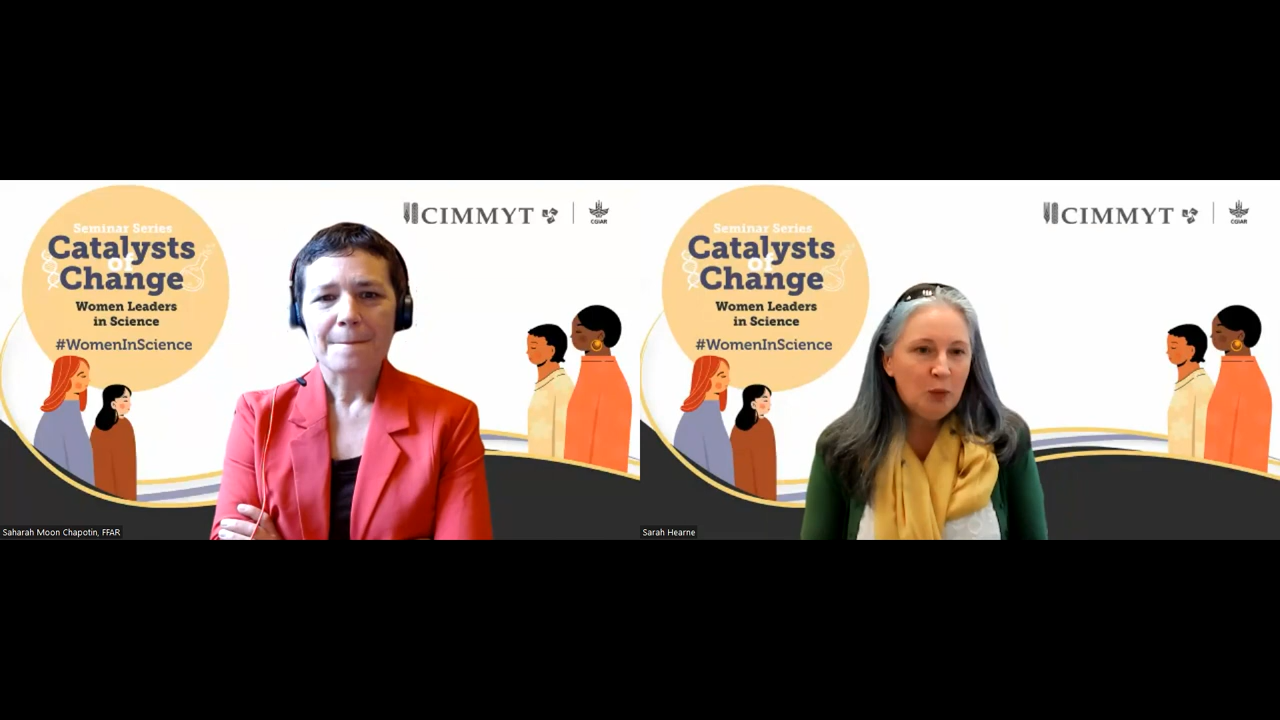 Seminar Series
Catalysts
of
Change
Women Leaders
in Science
#WomenInScience
CIMMYT
CGIAR
Saharah Moon Chapotin, FFAR
Seminar Series
Catalysts
of
Change
Women Leaders
in Science
#WomenInScience
CIMMYT
CGIAR
Sarah Hearne